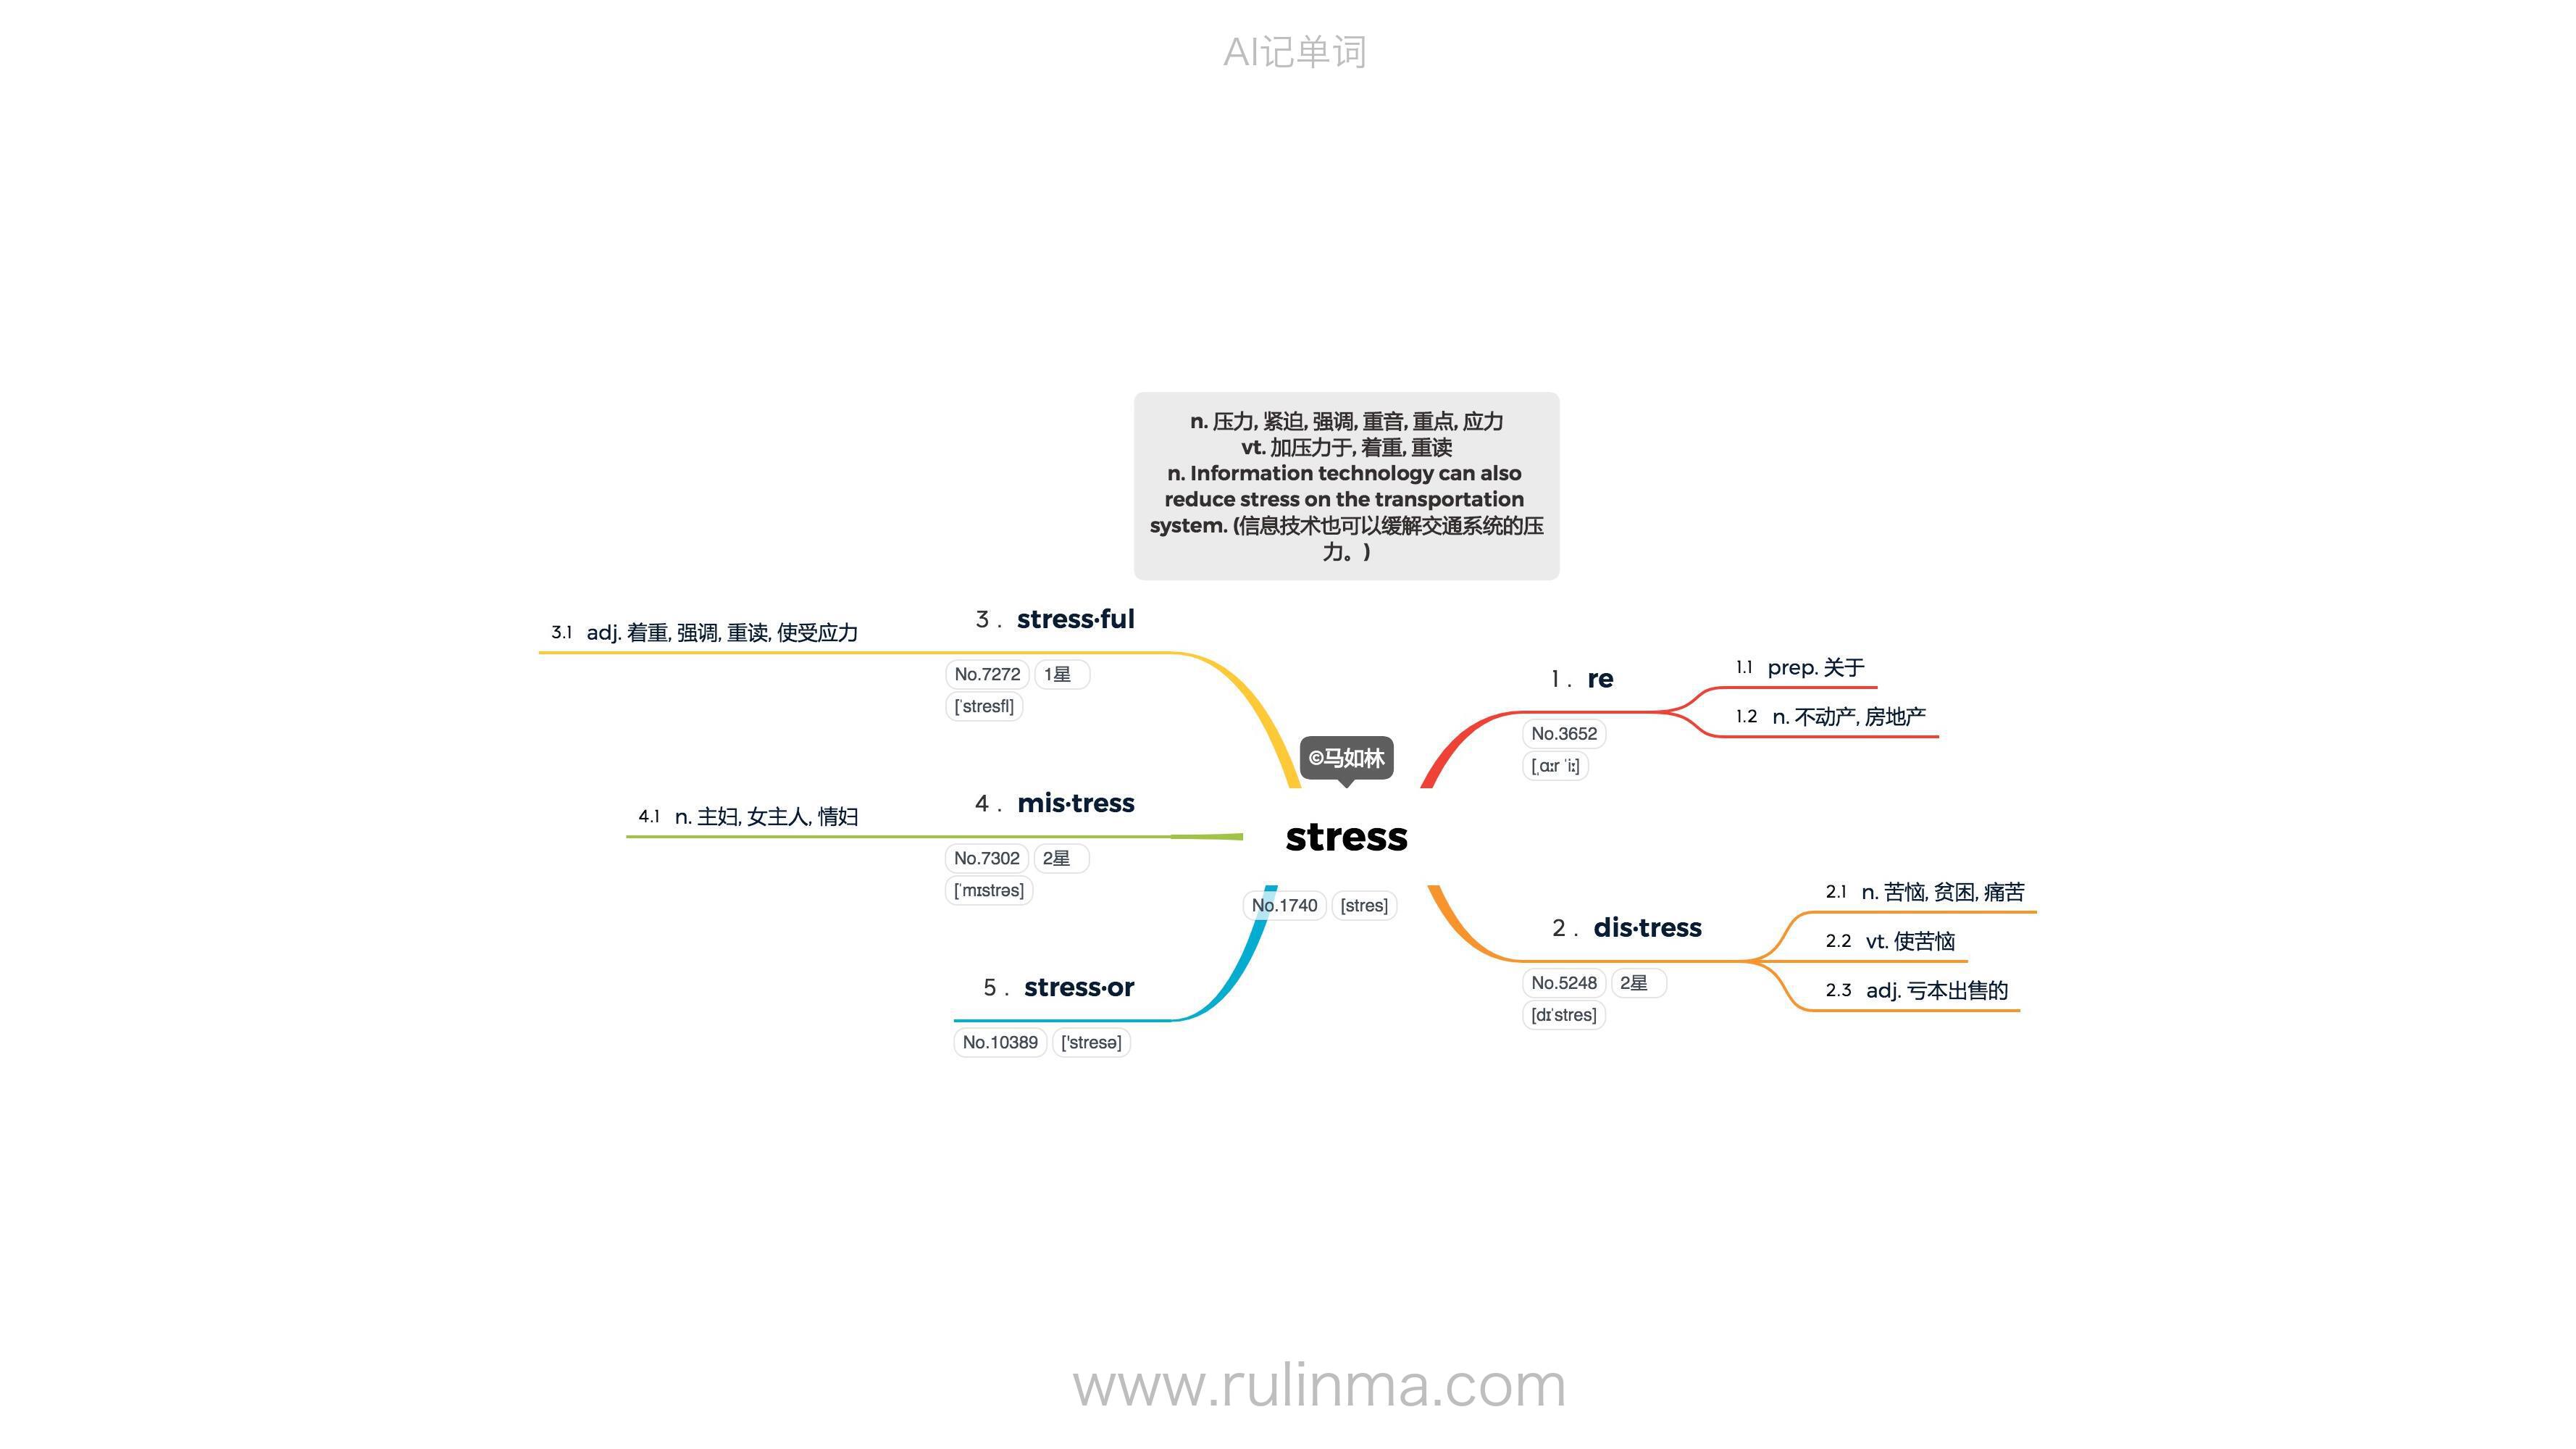 AI记单词
n. 压力, 紧迫, 强调, 重音, 重点, 应力
vt. 加压力于, 着重, 重读
n. Information technology can also
reduce stress on the transportation
system. (信息技术也可以缓解交通系统的压
力。)
©马如林
stress
No.1740 [stres]
1 . re
No.3652
[ˌɑːr ˈiː]
1.1 prep. 关于
1.2 n. 不动产, 房地产
2 . dis·tress
No.5248 2星
[dɪˈstres]
2.1 n. 苦恼, 贫困, 痛苦
2.2 vt. 使苦恼
2.3 adj. 亏本出售的
3 . stress·ful
No.7272 1星
[ˈstresfl]
3.1 adj. 着重, 强调, 重读, 使受应力
4 . mis·tress
No.7302 2星
[ˈmɪstrəs]
4.1 n. 主妇, 女主人, 情妇
5 . stress·or
No.10389 ['stresə]
www.rulinma.com